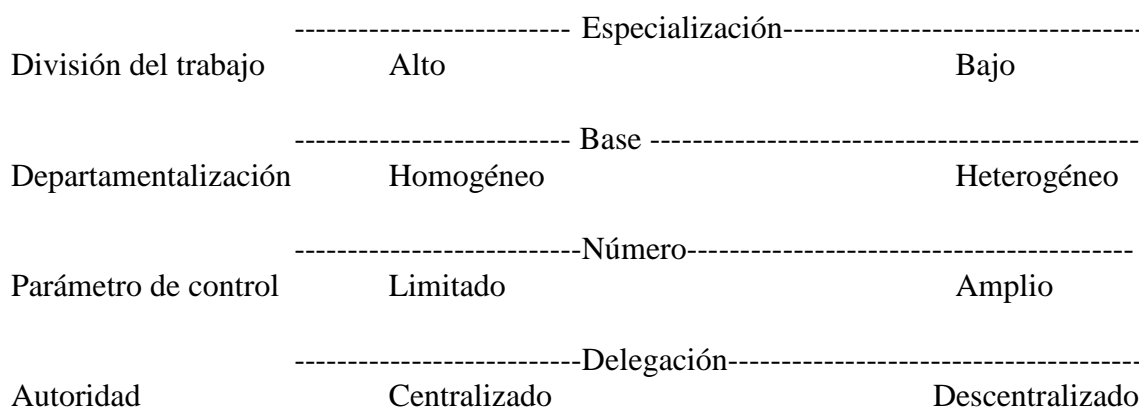 -------------------------- Especialización----------------------------------
División del trabajo Alto Bajo
-------------------------- Base ----------------------------------------------
Departamentalización Homogéneo Heterogéneo
---------------------------Número------------------------------------------
Parámetro de control Limitado Amplio
---------------------------Delegación---------------------------------------
Autoridad Centralizado Descentralizado